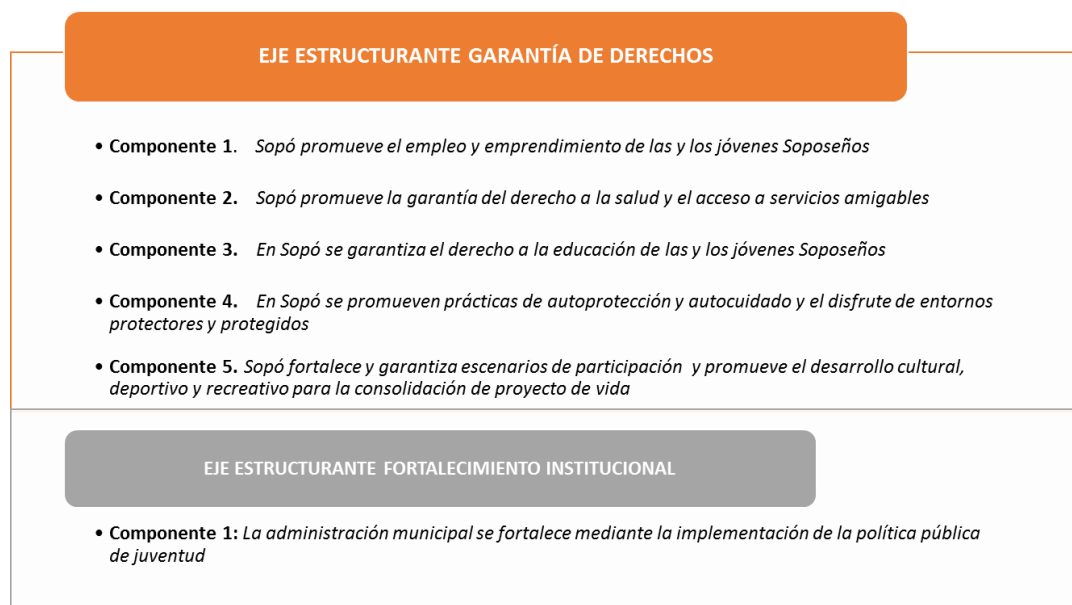 EJE ESTRUCTURANTE GARANTÍA DE DERECHOS
• Componente 1. Sopó promueve el empleo y emprendimiento de las y los jóvenes Soposeños
• Componente 2. Sopó promueve la garantía del derecho a la salud y el acceso a servicios amigables
• Componente 3. En Sopó se garantiza el derecho a la educación de las y los jóvenes Soposeños
• Componente 4. En Sopó se promueven prácticas de autoprotección y autocuidado y el disfrute de entornos
protectores y protegidos
• Componente 5. Sopó fortalece y garantiza escenarios de participación y promueve el desarrollo cultural,
deportivo y recreativo para la consolidación de proyecto de vida
EJE ESTRUCTURANTE FORTALECIMIENTO INSTITUCIONAL
• Componente 1: La administración municipal se fortalece mediante la implementación de la política pública
de juventud